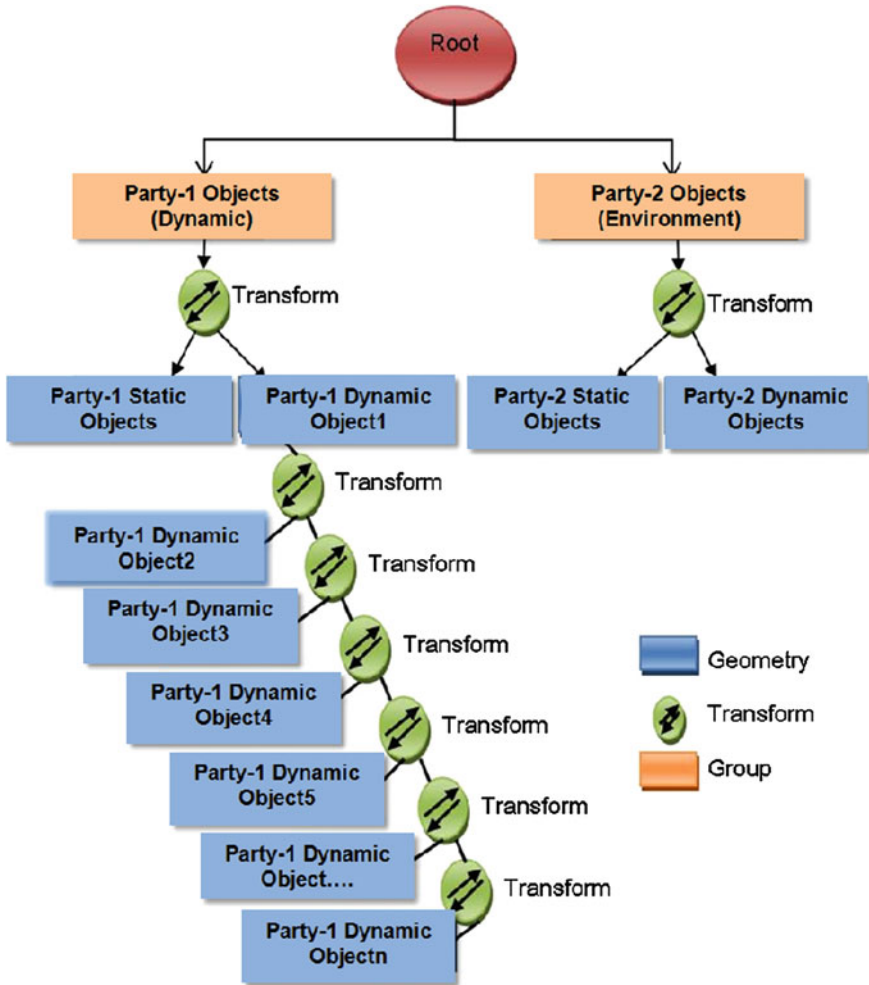 Root
Party-1 Objects
(Dynamic)
Party-2 Objects
(Environment)
Transform
Transform
Party-1 Static
Objects
Party-1 Dynamic
Object1
Party-2 Static
Objects
Party-2 Dynamic
Objects
Transform
Party-1 Dynamic
Object2
Transform
Party-1 Dynamic
Object3
Transform
Party-1 Dynamic
Object4
Transform
Party-1 Dynamic
Object5
Transform
Party-1 Dynamic
Object....
Transform
Party-1 Dynamic
Objectn
Geometry
Transform
Group